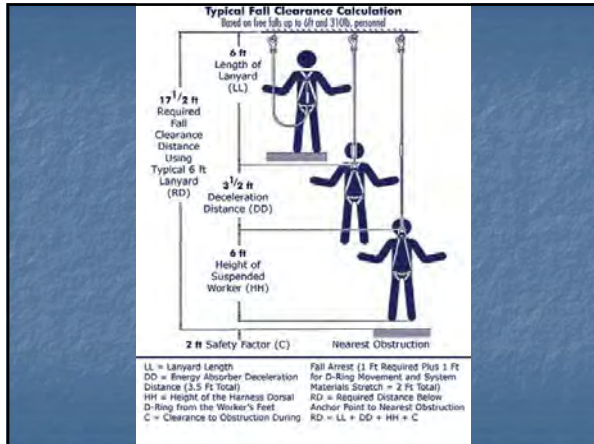 Typical Fall Clearance Calculation
Based on free falls up to 6ft and 310lb. personnel
6 ft
Length of
Lanyard
(LL)
17 1/2 ft
Required
Fall
Clearance
Distance
Using
Typical 6 ft
Lanyard
(RD)
3 1/2 ft
Deceleration
Distance (DD)
6 ft
Height of
Suspended
Worker (HH)
2 ft Safety Factor (C)
Nearest Obstruction
LL = Lanyard Length
DD = Energy Absorber Deceleration
Distance (3.5 Ft Total)
HH = Height of the Harness Dorsal
D-Ring from the Worker's Feet
C = Clearance to Obstruction During
Fall Arrest (1 Ft Required Plus 1 Ft
for D-Ring Movement and System
Materials Stretch = 2 Ft Total)
RD = Required Distance Below
Anchor Point to Nearest Obstruction
RD = LL + DD + HH + C